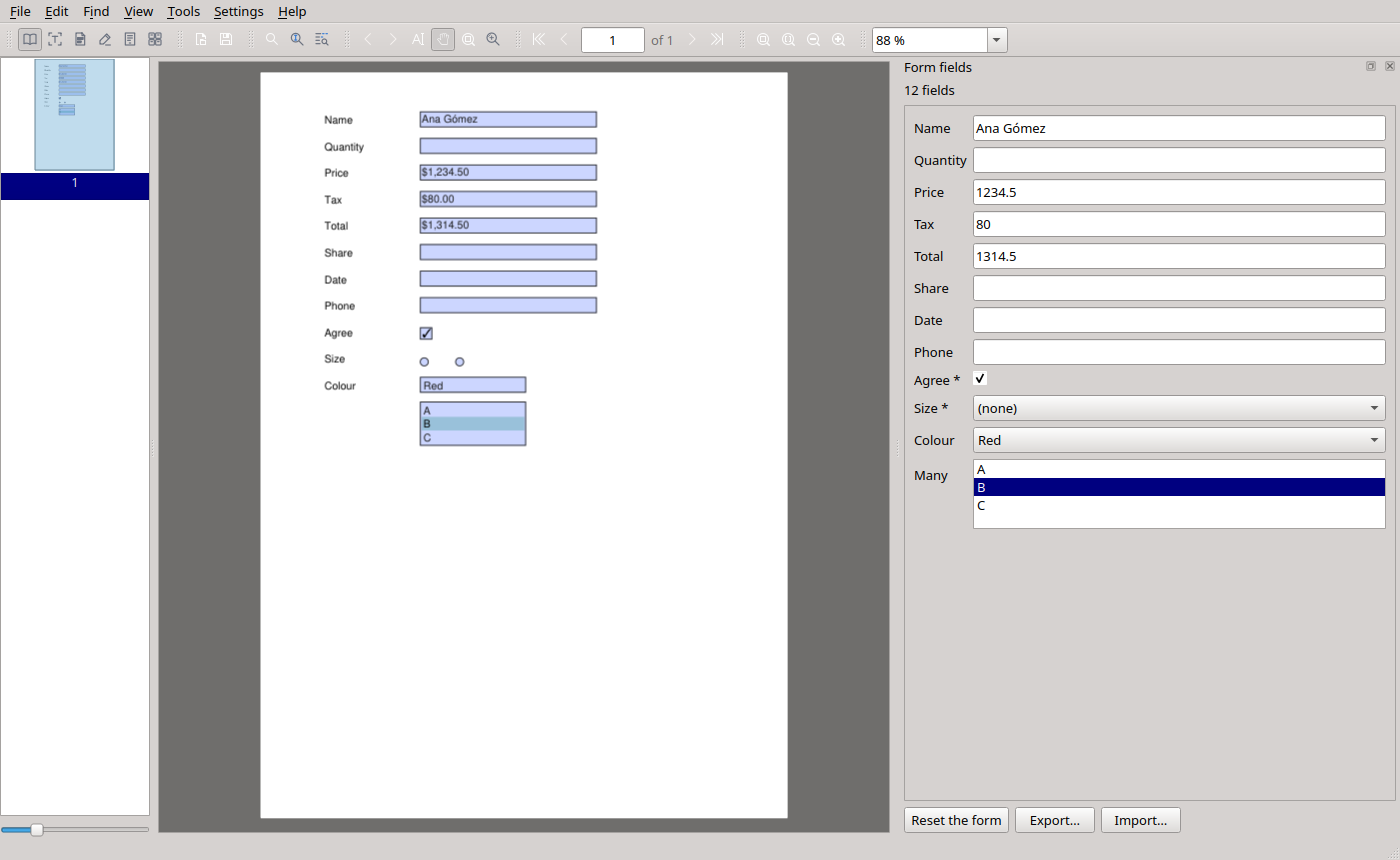 File Edit Find View Tools Settings Help
1 of 1 88 %
1
Name Ana Gómez
Quantity
Price $1,234.50
Tax $80.00
Total $1,314.50
Share
Date
Phone
Agree
Size
Colour Red
A
B
C
Form fields
12 fields
Name Ana Gómez
Quantity
Price 1234.5
Tax 80
Total 1314.5
Share
Date
Phone
Agree *
Size * (none)
Colour Red
Many A
B
C
Reset the form Export... Import...